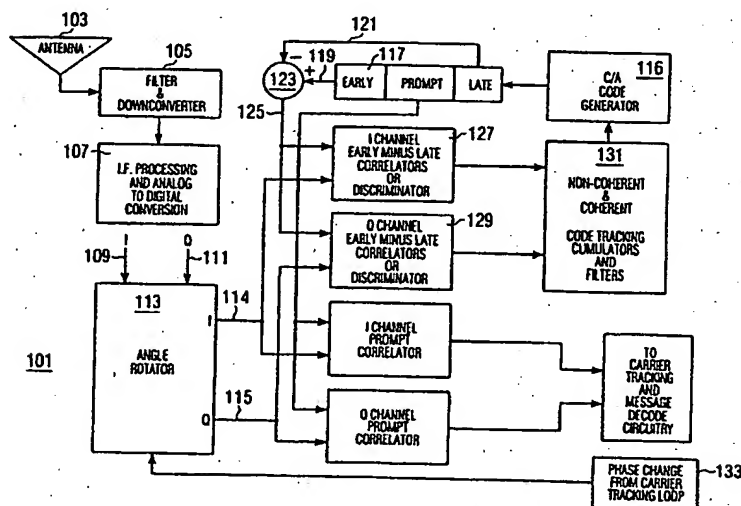 103
ANTENNA
105
FILTER
&
DOWNCONVERTER
107
I.F. PROCESSING
AND ANALOG
TO DIGITAL
CONVERSION
I
Q
109
111
113
ANGLE
ROTATOR
I
Q
114
115
101
121
−
123
+
119
117
EARLY
PROMPT
LATE
125
C/A
CODE
GENERATOR
116
I CHANNEL
EARLY MINUS LATE
CORRELATORS
OR
DISCRIMINATOR
127
Q CHANNEL
EARLY MINUS LATE
CORRELATORS
OR
DISCRIMINATOR
129
131
NON-COHERENT
&
COHERENT
CODE TRACKING
CUMULATORS
AND
FILTERS
I CHANNEL
PROMPT
CORRELATOR
Q CHANNEL
PROMPT
CORRELATOR
TO
CARRIER
TRACKING
AND
MESSAGE
DECODE
CIRCUITRY
PHASE CHANGE
FROM CARRIER
TRACKING LOOP
133